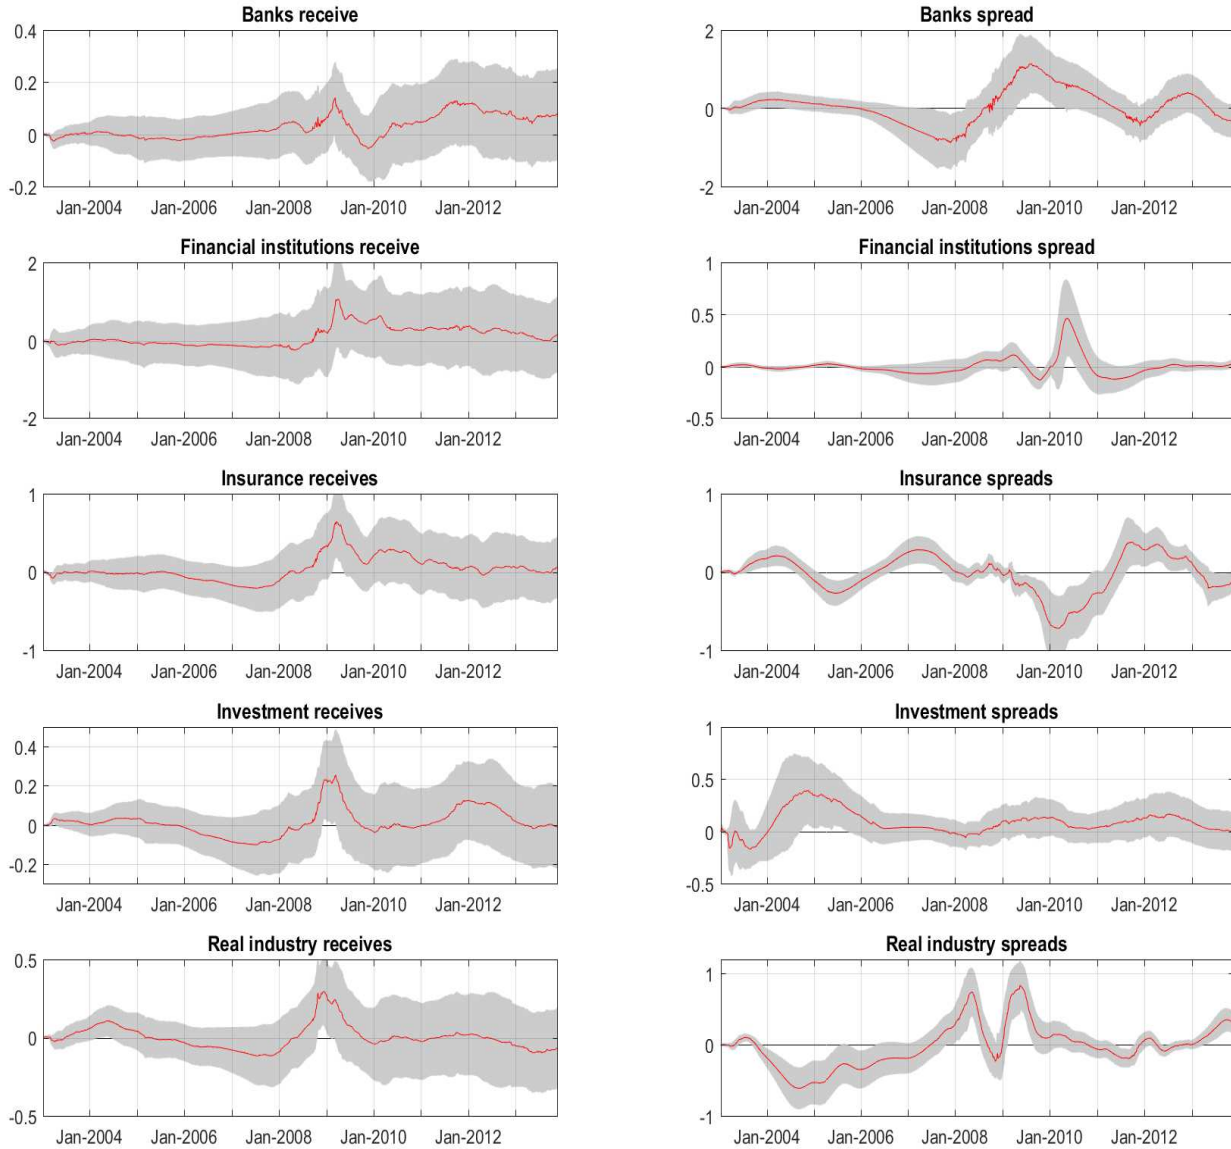 Banks receive
0.4
0.2
0
-0.2
Jan-2004 Jan-2006 Jan-2008 Jan-2010 Jan-2012
Banks spread
2
0
-2
Jan-2004 Jan-2006 Jan-2008 Jan-2010 Jan-2012
Financial institutions receive
2
0
-2
Jan-2004 Jan-2006 Jan-2008 Jan-2010 Jan-2012
Financial institutions spread
1
0.5
0
-0.5
Jan-2004 Jan-2006 Jan-2008 Jan-2010 Jan-2012
Insurance receives
1
0
-1
Jan-2004 Jan-2006 Jan-2008 Jan-2010 Jan-2012
Insurance spreads
1
0
-1
Jan-2004 Jan-2006 Jan-2008 Jan-2010 Jan-2012
Investment receives
0.4
0.2
0
-0.2
Jan-2004 Jan-2006 Jan-2008 Jan-2010 Jan-2012
Investment spreads
1
0.5
0
-0.5
Jan-2004 Jan-2006 Jan-2008 Jan-2010 Jan-2012
Real industry receives
0.5
0
-0.5
Jan-2004 Jan-2006 Jan-2008 Jan-2010 Jan-2012
Real industry spreads
1
0
-1
Jan-2004 Jan-2006 Jan-2008 Jan-2010 Jan-2012